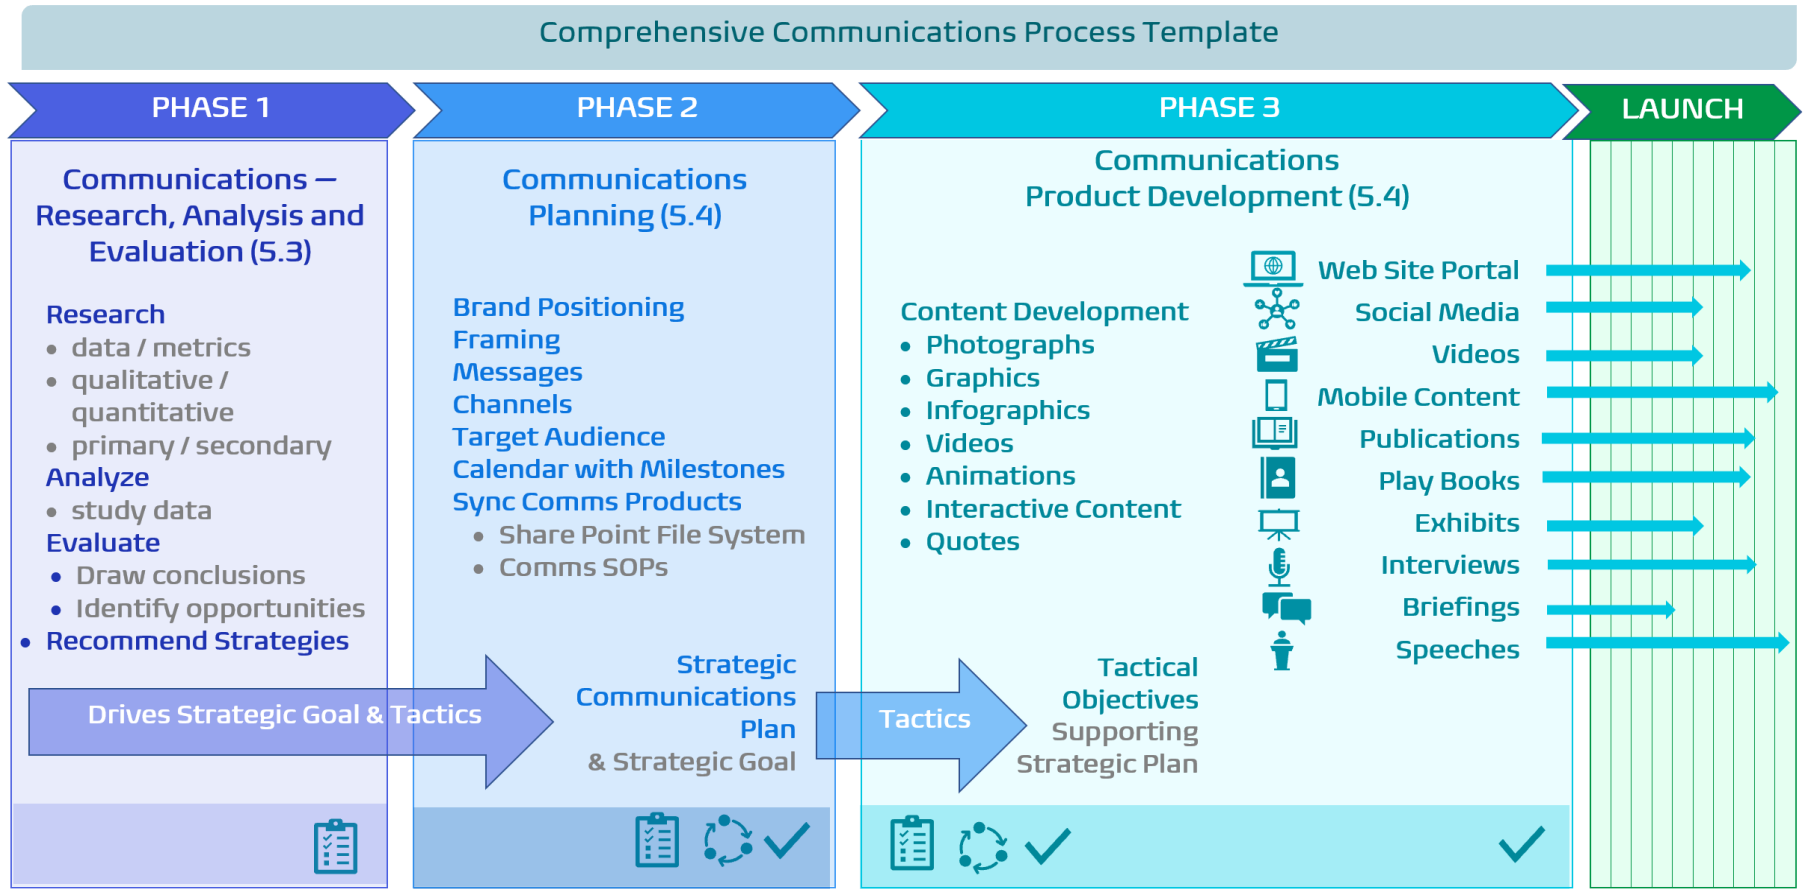 Comprehensive Communications Process Template
PHASE 1
Communications —
Research, Analysis and
Evaluation (5.3)
Research
• data / metrics
• qualitative /
quantitative
• primary / secondary
Analyze
• study data
Evaluate
• Draw conclusions
• Identify opportunities
• Recommend Strategies
Drives Strategic Goal & Tactics
PHASE 2
Communications
Planning (5.4)
Brand Positioning
Framing
Messages
Channels
Target Audience
Calendar with Milestones
Sync Comms Products
• Share Point File System
• Comms SOPs
Strategic
Communications
Plan
& Strategic Goal
Tactics
PHASE 3
Communications
Product Development (5.4)
Content Development
• Photographs
• Graphics
• Infographics
• Videos
• Animations
• Interactive Content
• Quotes
Tactical
Objectives
Supporting
Strategic Plan
Web Site Portal
Social Media
Videos
Mobile Content
Publications
Play Books
Exhibits
Interviews
Briefings
Speeches
LAUNCH